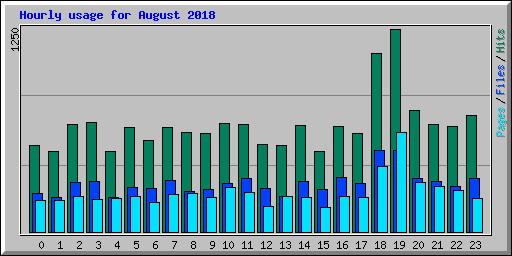 Hourly usage for August 2018
1250
Pages/Files/Hits
0 1 2 3 4 5 6 7 8 9 10 11 12 13 14 15 16 17 18 19 20 21 22 23